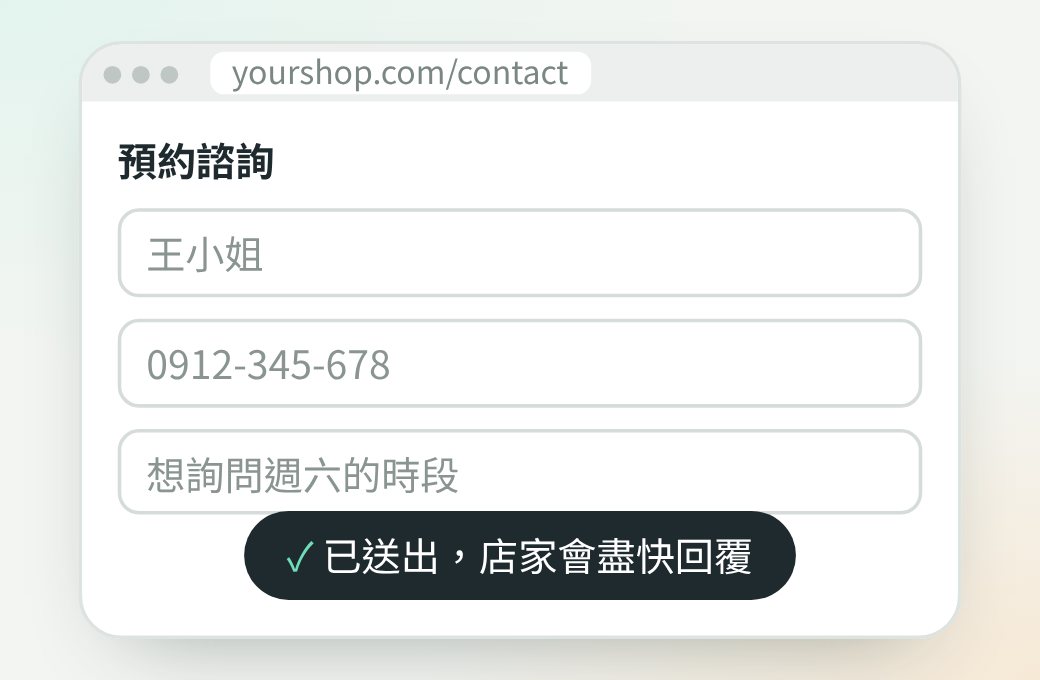 yourshop.com/contact
預約諮詢
王小姐
0912-345-678
想詢問週六的時段
✓ 已送出，店家會盡快回覆